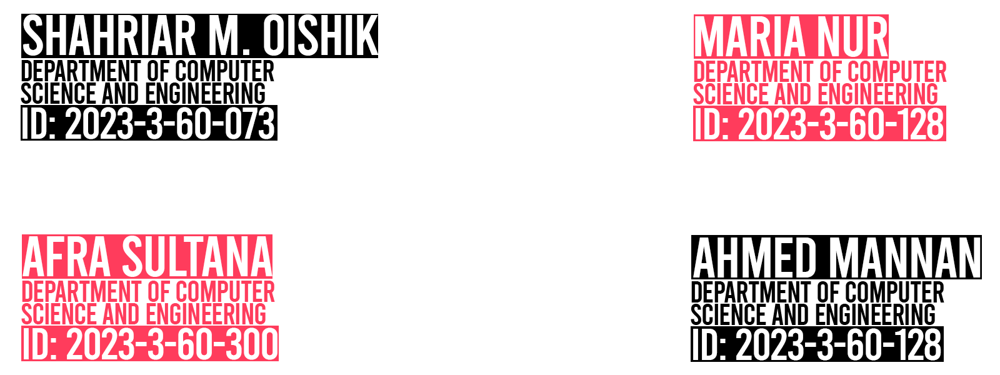 SHAHRIAR M. OISHIK
DEPARTMENT OF COMPUTER
SCIENCE AND ENGINEERING
ID: 2023-3-60-073
MARIA NUR
DEPARTMENT OF COMPUTER
SCIENCE AND ENGINEERING
ID: 2023-3-60-128
AFRA SULTANA
DEPARTMENT OF COMPUTER
SCIENCE AND ENGINEERING
ID: 2023-3-60-300
AHMED MANNAN
DEPARTMENT OF COMPUTER
SCIENCE AND ENGINEERING
ID: 2023-3-60-128